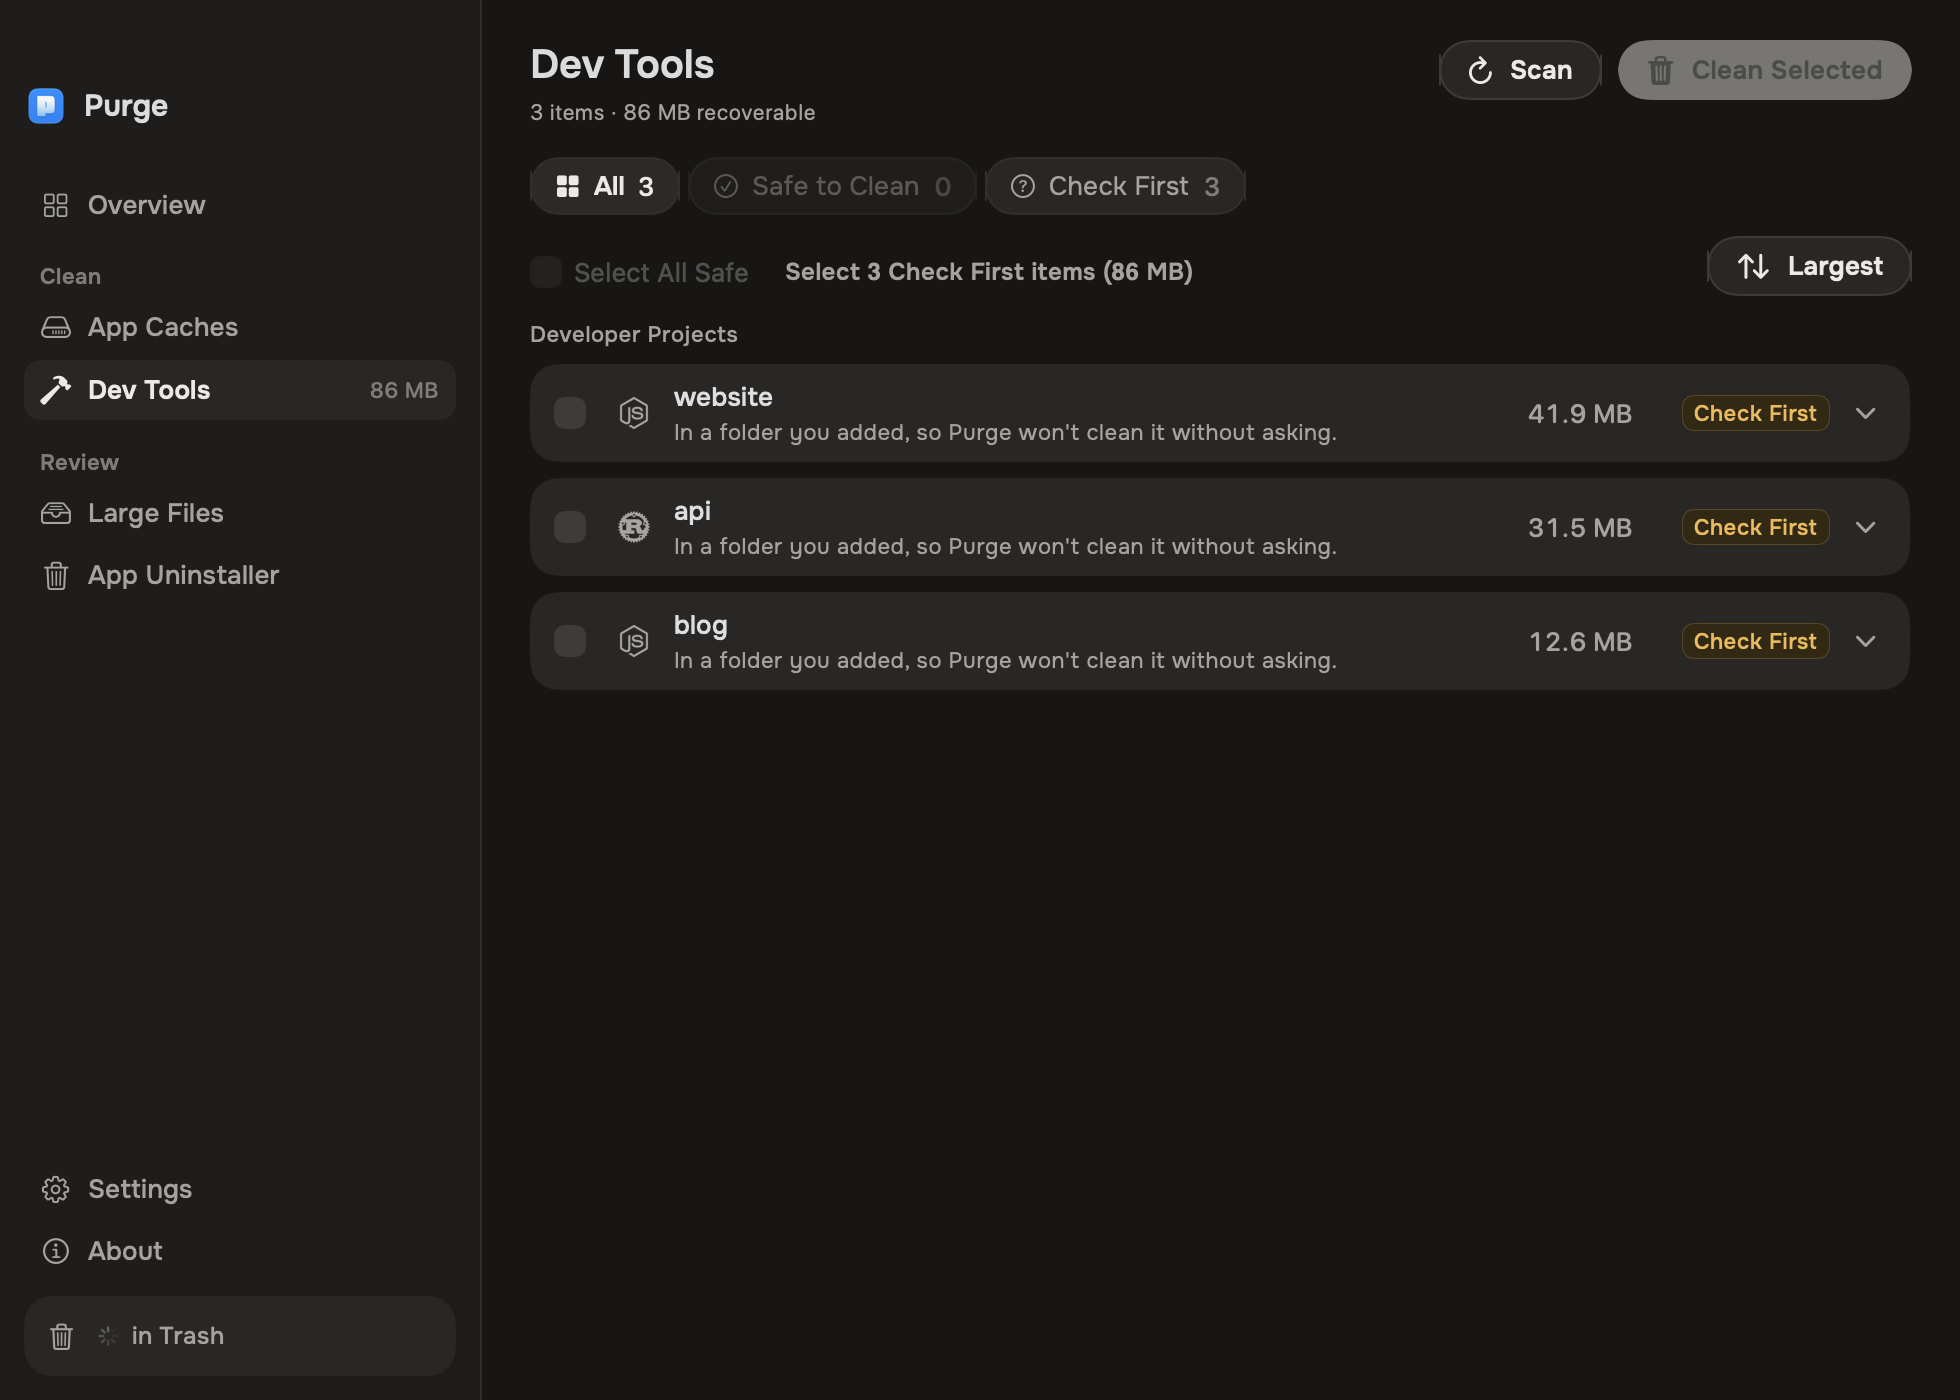 Purge
Overview
Clean
App Caches
Dev Tools 86 MB
Review
Large Files
App Uninstaller
Settings
About
in Trash
Dev Tools
3 items · 86 MB recoverable
Scan
Clean Selected
All 3
Safe to Clean 0
Check First 3
Select All Safe
Select 3 Check First items (86 MB)
Largest
Developer Projects
website
In a folder you added, so Purge won't clean it without asking.
41.9 MB
Check First
api
In a folder you added, so Purge won't clean it without asking.
31.5 MB
Check First
blog
In a folder you added, so Purge won't clean it without asking.
12.6 MB
Check First